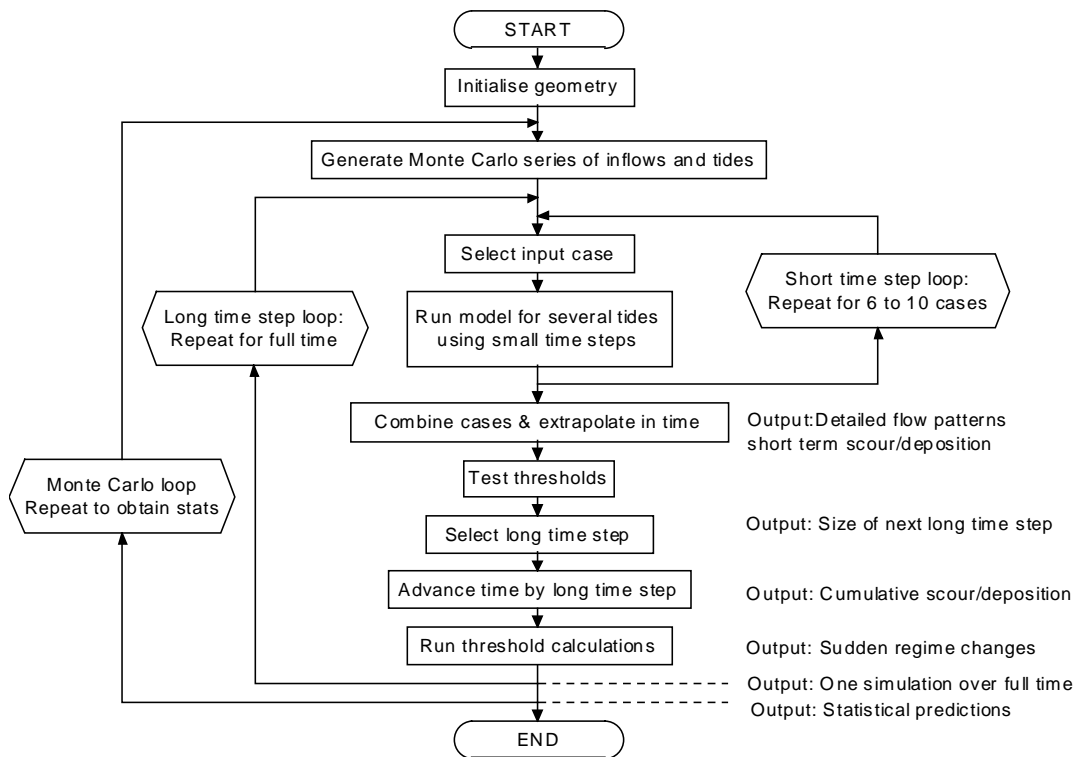 START
Initialise geometry
Generate Monte Carlo series of inflows and tides
Select input case
Short time step loop:
Repeat for 6 to 10 cases
Long time step loop:
Repeat for full time
Run model for several tides
using small time steps
Combine cases & extrapolate in time
Output:Detailed flow patterns
short term scour/deposition
Test thresholds
Monte Carlo loop
Repeat to obtain stats
Select long time step
Output: Size of next long time step
Advance time by long time step
Output: Cumulative scour/deposition
Run threshold calculations
Output: Sudden regime changes
Output: One simulation over full time
Output: Statistical predictions
END